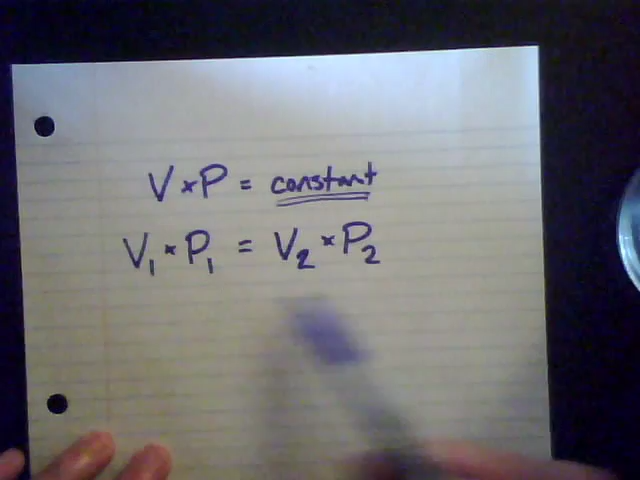 V × P = constant
V₁ × P₁ = V₂ × P₂